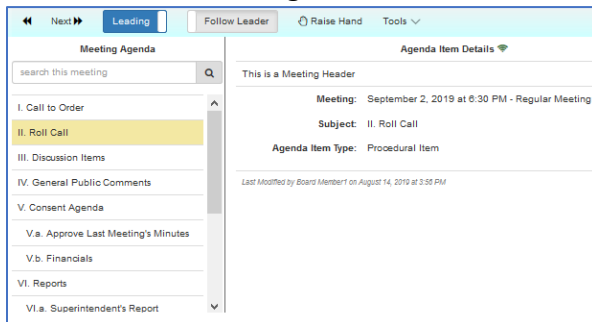 Next Leading Follow Leader Raise Hand Tools
Meeting Agenda
search this meeting
I. Call to Order
II. Roll Call
III. Discussion Items
IV. General Public Comments
V. Consent Agenda
V.a. Approve Last Meeting's Minutes
V.b. Financials
VI. Reports
VI.a. Superintendent's Report
Agenda Item Details
This is a Meeting Header
Meeting: September 2, 2019 at 6:30 PM - Regular Meeting
Subject: II. Roll Call
Agenda Item Type: Procedural Item
Last Modified by Board Member1 on August 14, 2019 at 3:56 PM